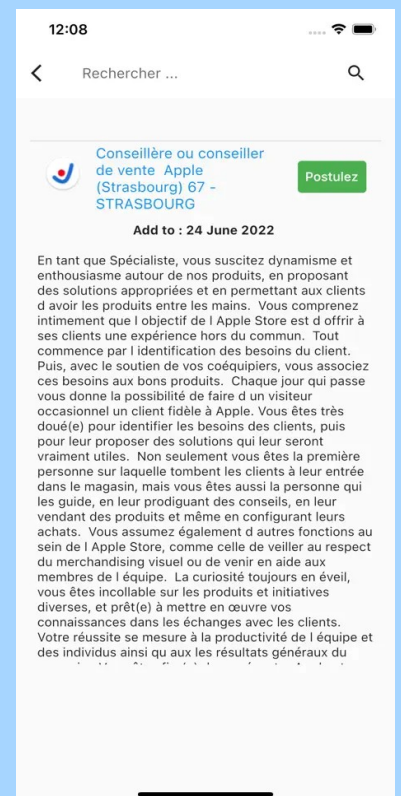 12:08
Rechercher ...
Conseillère ou conseiller
de vente  Apple
(Strasbourg) 67 -
STRASBOURG
Postulez
Add to : 24 June 2022
En tant que Spécialiste, vous suscitez dynamisme et
enthousiasme autour de nos produits, en proposant
des solutions appropriées et en permettant aux clients
d avoir les produits entre les mains.  Vous comprenez
intimement que l objectif de l Apple Store est d offrir à
ses clients une expérience hors du commun.  Tout
commence par l identification des besoins du client.
Puis, avec le soutien de vos coéquipiers, vous associez
ces besoins aux bons produits.  Chaque jour qui passe
vous donne la possibilité de faire d un visiteur
occasionnel un client fidèle à Apple. Vous êtes très
doué(e) pour identifier les besoins des clients, puis
pour leur proposer des solutions qui leur seront
vraiment utiles.  Non seulement vous êtes la première
personne sur laquelle tombent les clients à leur entrée
dans le magasin, mais vous êtes aussi la personne qui
les guide, en leur prodiguant des conseils, en leur
vendant des produits et même en configurant leurs
achats.  Vous assumez également d autres fonctions au
sein de l Apple Store, comme celle de veiller au respect
du merchandising visuel ou de venir en aide aux
membres de l équipe.  La curiosité toujours en éveil,
vous êtes incollable sur les produits et initiatives
diverses, et prêt(e) à mettre en œuvre vos
connaissances dans les échanges avec les clients.
Votre réussite se mesure à la productivité de l équipe et
des individus ainsi qu aux les résultats généraux du